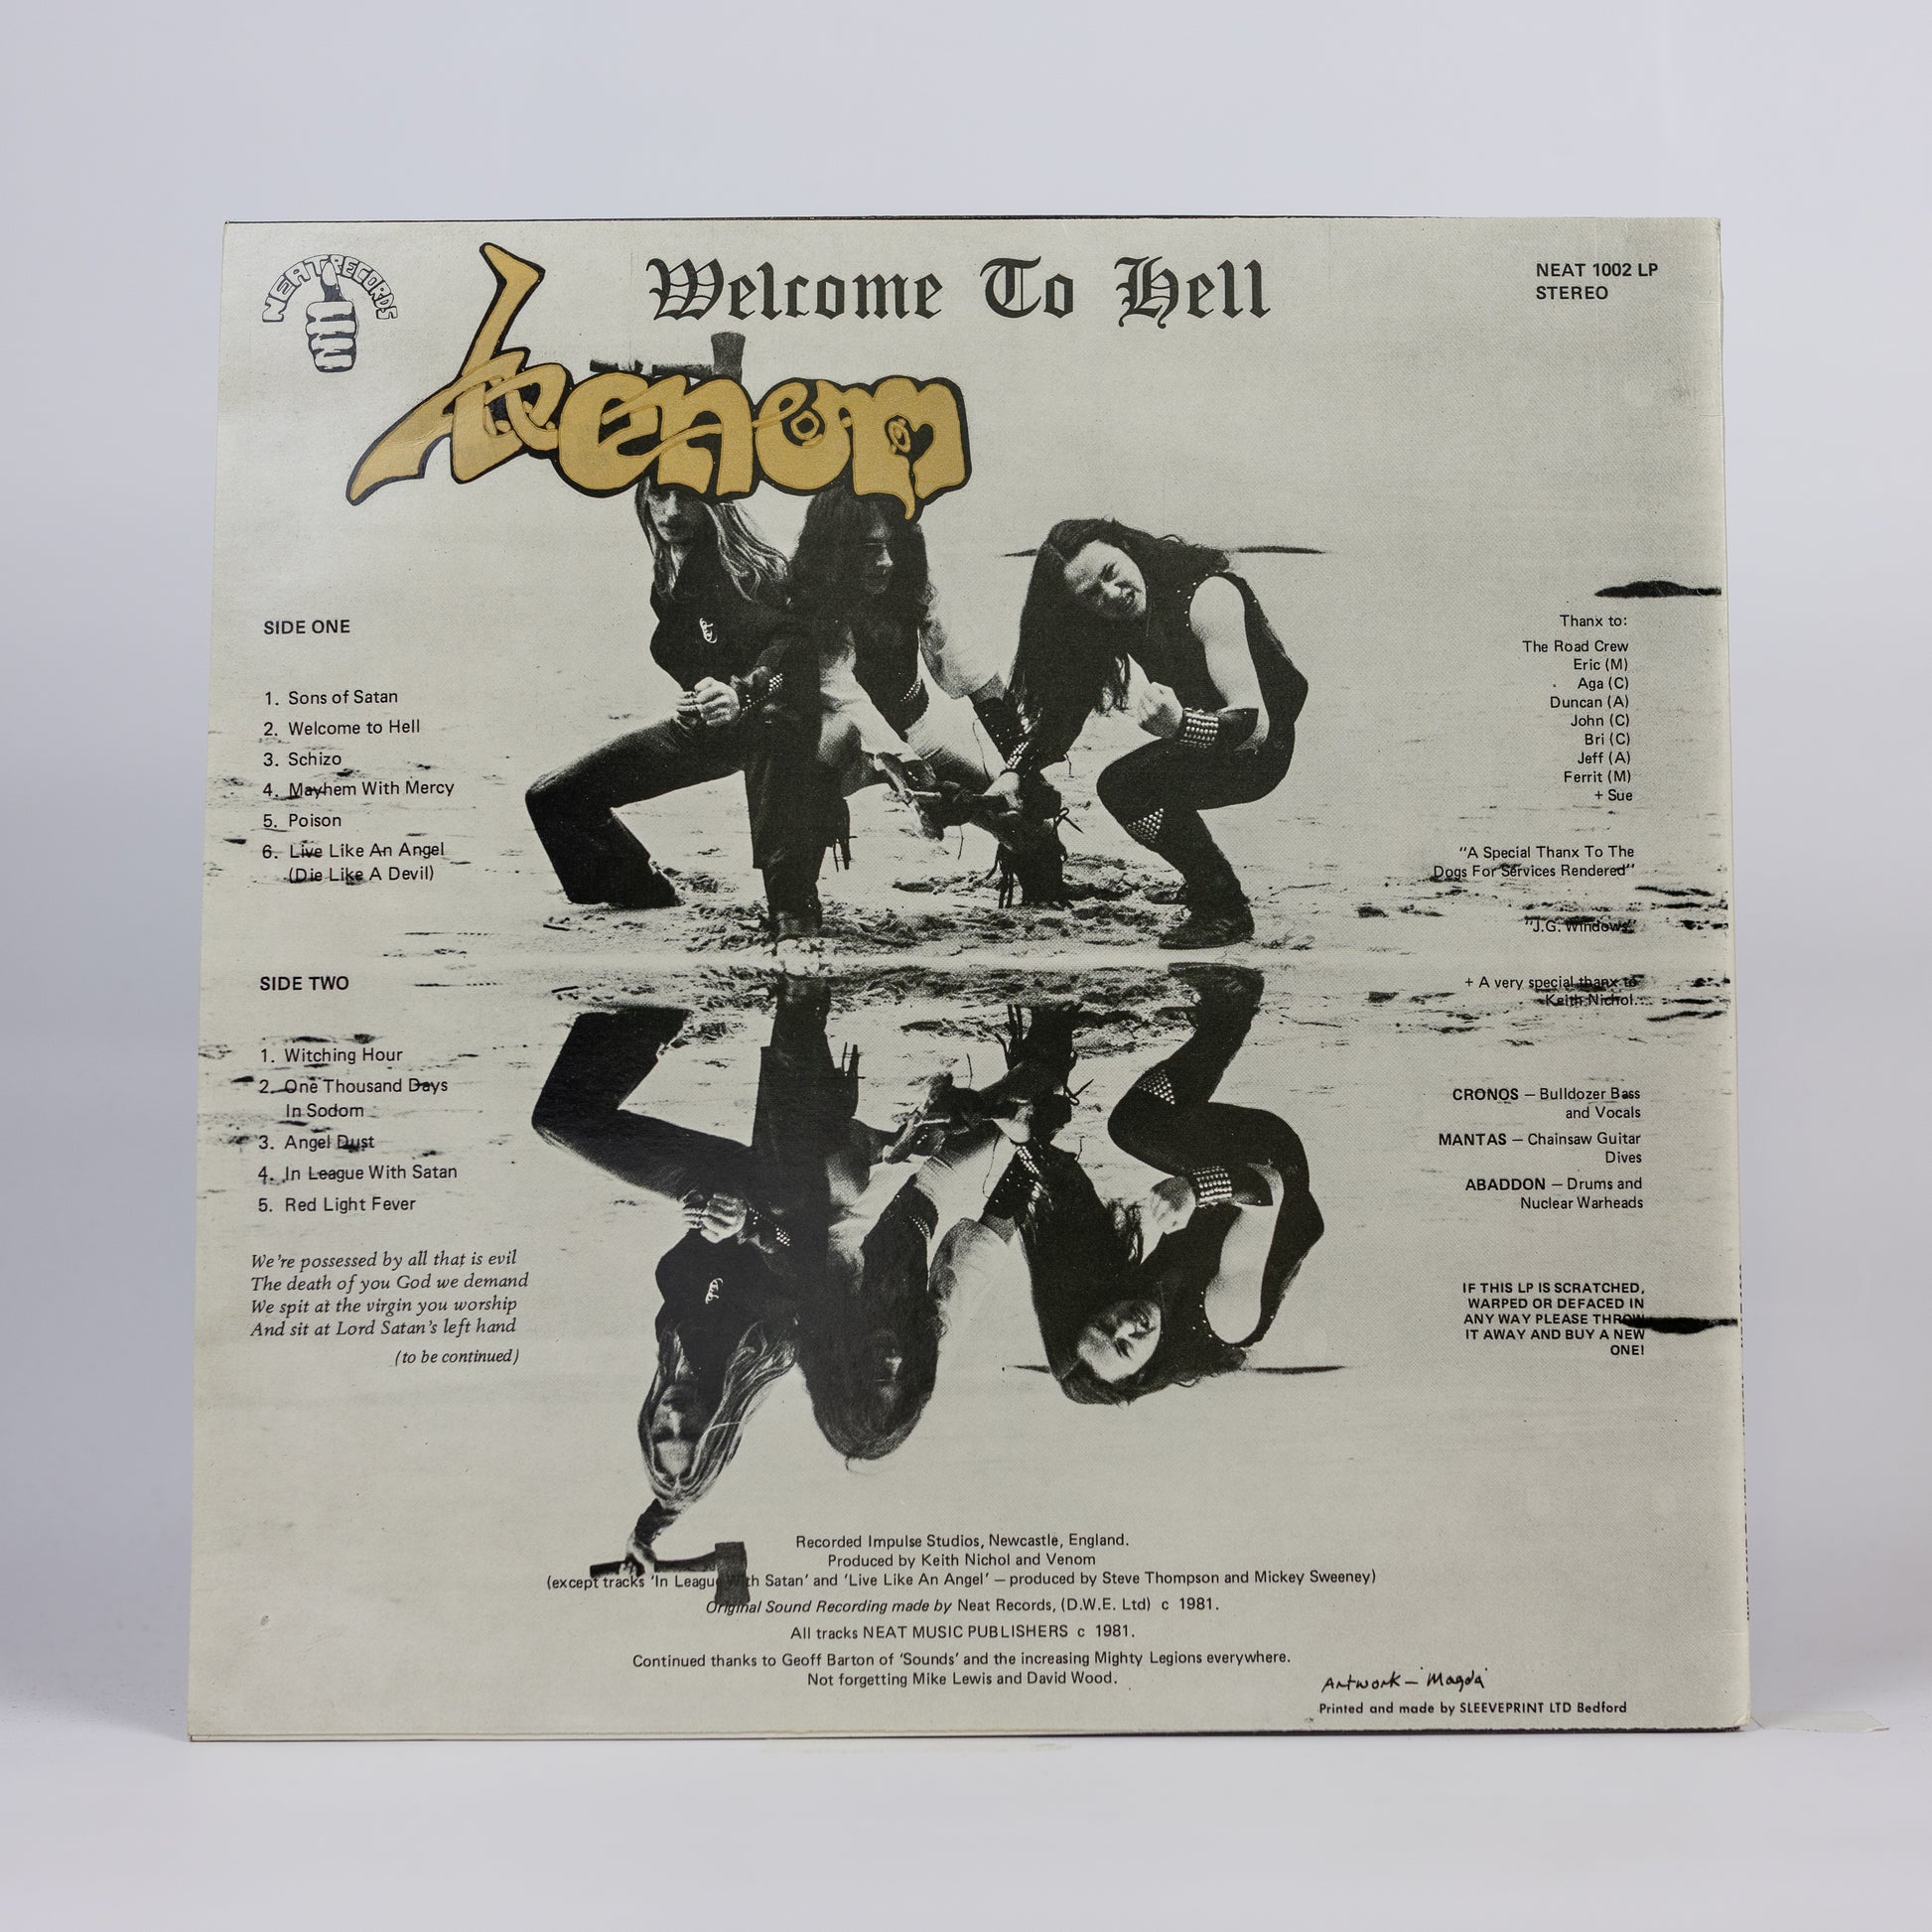 NEAT RECORDS
Welcome To Hell
NEAT 1002 LP
STEREO
Venom
SIDE ONE
1. Sons of Satan
2. Welcome to Hell
3. Schizo
4. Mayhem With Mercy
5. Poison
6. Live Like An Angel
(Die Like A Devil)
SIDE TWO
1. Witching Hour
2. One Thousand Days
In Sodom
3. Angel Dust
4. In League With Satan
5. Red Light Fever
We're possessed by all that is evil
The death of you God we demand
We spit at the virgin you worship
And sit at Lord Satan's left hand
(to be continued)
Thanx to:
The Road Crew
Eric (M)
Aga (C)
Duncan (A)
John (C)
Bri (C)
Jeff (A)
Ferrit (M)
+ Sue
"A Special Thanx To The
Dogs For Services Rendered"
"J.G. Windows"
+ A very special thanx to
Keith Nichol.
CRONOS – Bulldozer Bass
and Vocals
MANTAS – Chainsaw Guitar
Dives
ABADDON – Drums and
Nuclear Warheads
IF THIS LP IS SCRATCHED,
WARPED OR DEFACED IN
ANY WAY PLEASE THROW
IT AWAY AND BUY A NEW
ONE!
Recorded Impulse Studios, Newcastle, England.
Produced by Keith Nichol and Venom
(except tracks 'In League With Satan' and 'Live Like An Angel' – produced by Steve Thompson and Mickey Sweeney)
Original Sound Recording made by Neat Records, (D.W.E. Ltd) c 1981.
All tracks NEAT MUSIC PUBLISHERS c 1981.
Continued thanks to Geoff Barton of 'Sounds' and the increasing Mighty Legions everywhere.
Not forgetting Mike Lewis and David Wood.
Artwork – 'Magda'
Printed and made by SLEEVEPRINT LTD Bedford